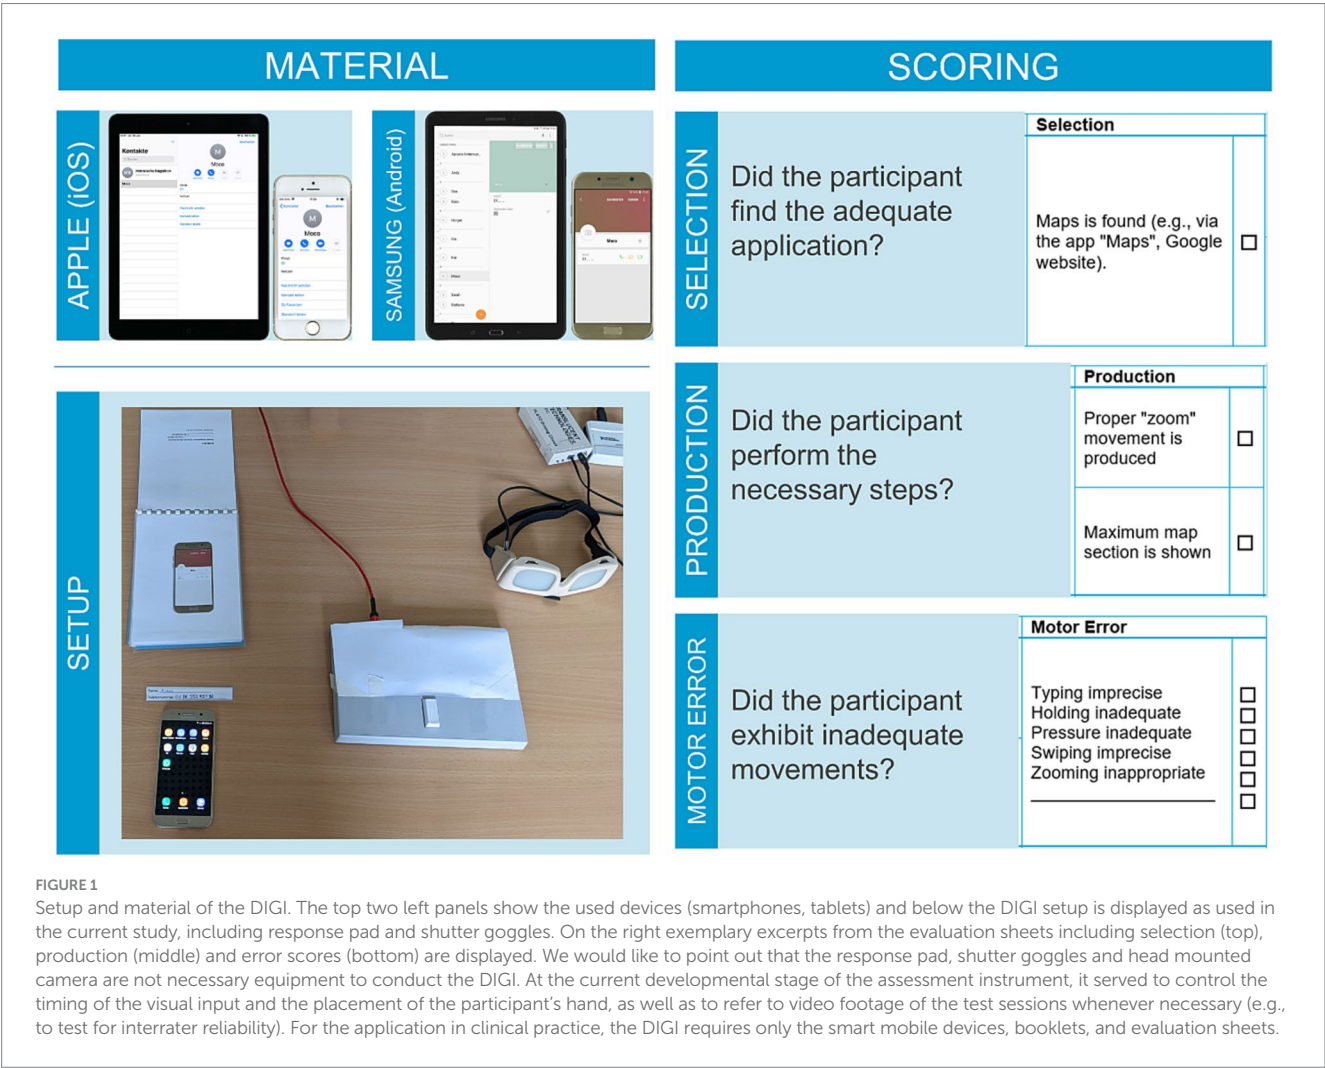 MATERIAL
APPLE (iOS)
Kontakte
M
Moce
Moce
Kontakte
M
Moce
SAMSUNG (Android)
SAMSUNG
Moce
SETUP
TRANSLUCENT
TECHNOLOGIES
SCORING
SELECTION
Did the participant
find the adequate
application?
Selection
Maps is found (e.g., via
the app "Maps", Google
website).
PRODUCTION
Did the participant
perform the
necessary steps?
Production
Proper "zoom"
movement is
produced
Maximum map
section is shown
MOTOR ERROR
Did the participant
exhibit inadequate
movements?
Motor Error
Typing imprecise
Holding inadequate
Pressure inadequate
Swiping imprecise
Zooming inappropriate
FIGURE 1
Setup and material of the DIGI. The top two left panels show the used devices (smartphones, tablets) and below the DIGI setup is displayed as used in
the current study, including response pad and shutter goggles. On the right exemplary excerpts from the evaluation sheets including selection (top),
production (middle) and error scores (bottom) are displayed. We would like to point out that the response pad, shutter goggles and head mounted
camera are not necessary equipment to conduct the DIGI. At the current developmental stage of the assessment instrument, it served to control the
timing of the visual input and the placement of the participant's hand, as well as to refer to video footage of the test sessions whenever necessary (e.g.,
to test for interrater reliability). For the application in clinical practice, the DIGI requires only the smart mobile devices, booklets, and evaluation sheets.